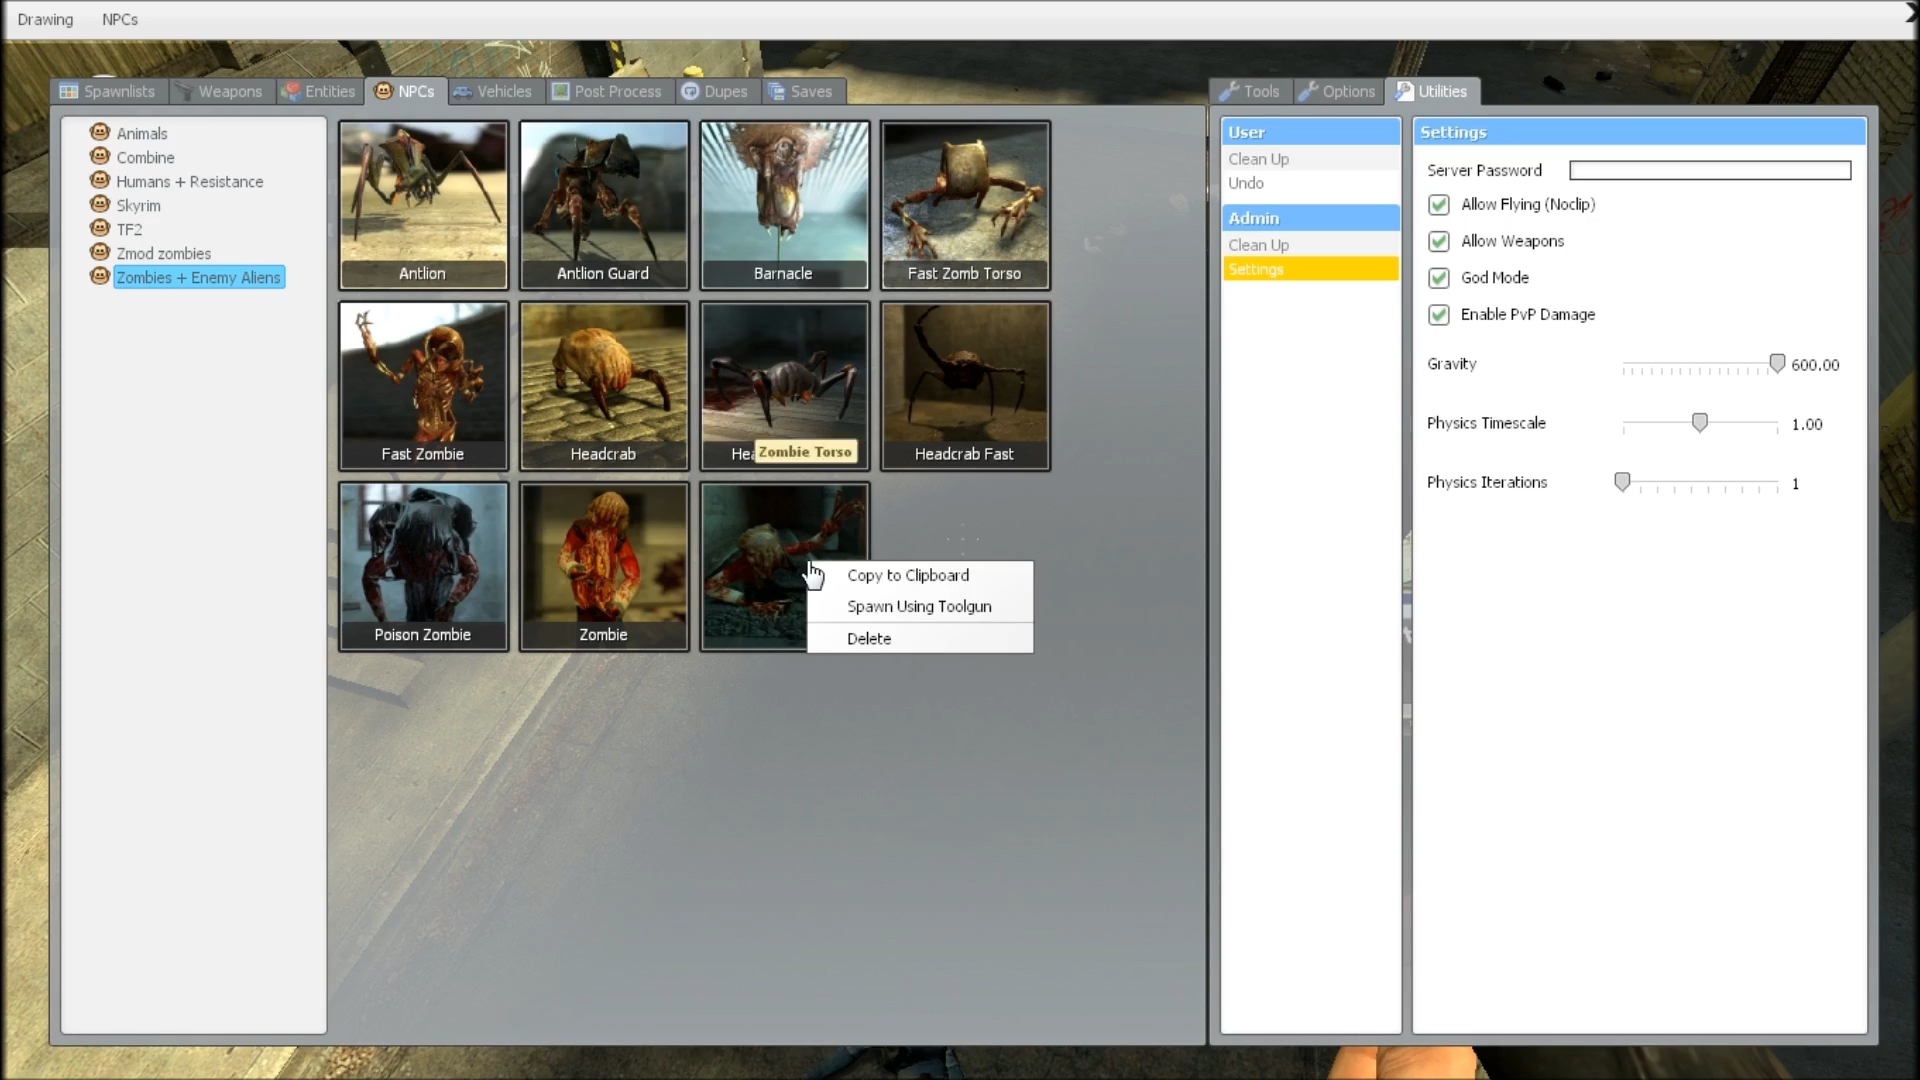 Drawing NPCs
Spawnlists Weapons Entities NPCs Vehicles Post Process Dupes Saves
Tools Options Utilities
Animals
Combine
Humans + Resistance
Skyrim
TF2
Zmod zombies
Zombies + Enemy Aliens
Antlion Antlion Guard Barnacle Fast Zomb Torso
Fast Zombie Headcrab Hea Zombie Torso Headcrab Fast
Poison Zombie Zombie
Copy to Clipboard
Spawn Using Toolgun
Delete
User
Clean Up
Undo
Admin
Clean Up
Settings
Settings
Server Password
Allow Flying (Noclip)
Allow Weapons
God Mode
Enable PvP Damage
Gravity 600.00
Physics Timescale 1.00
Physics Iterations 1